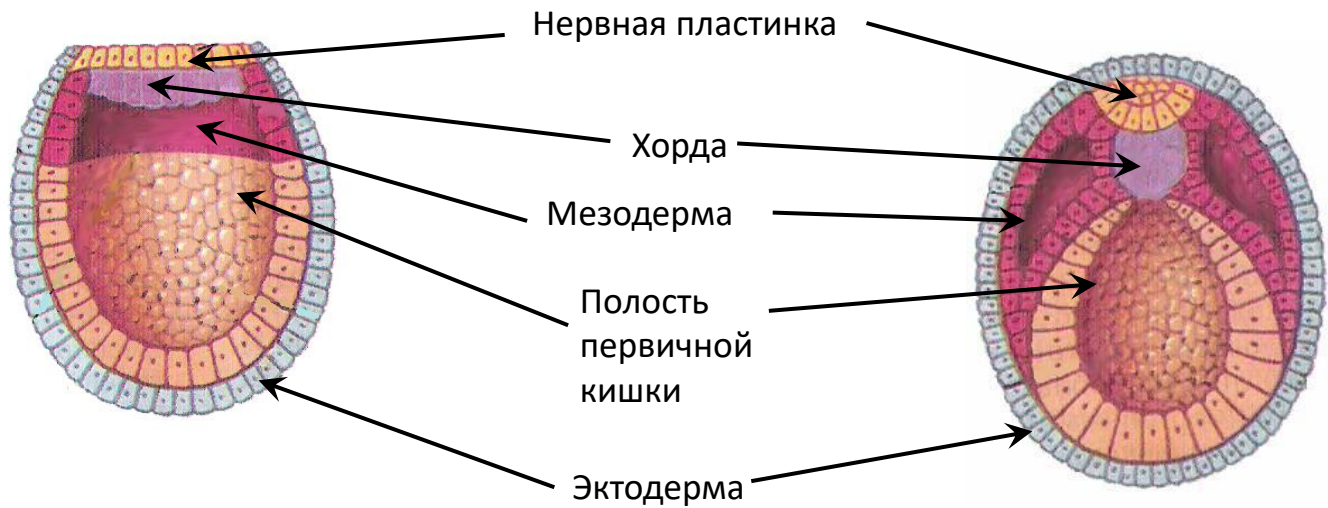 Нервная пластинка
Хорда
Мезодерма
Полость
первичной
кишки
Эктодерма